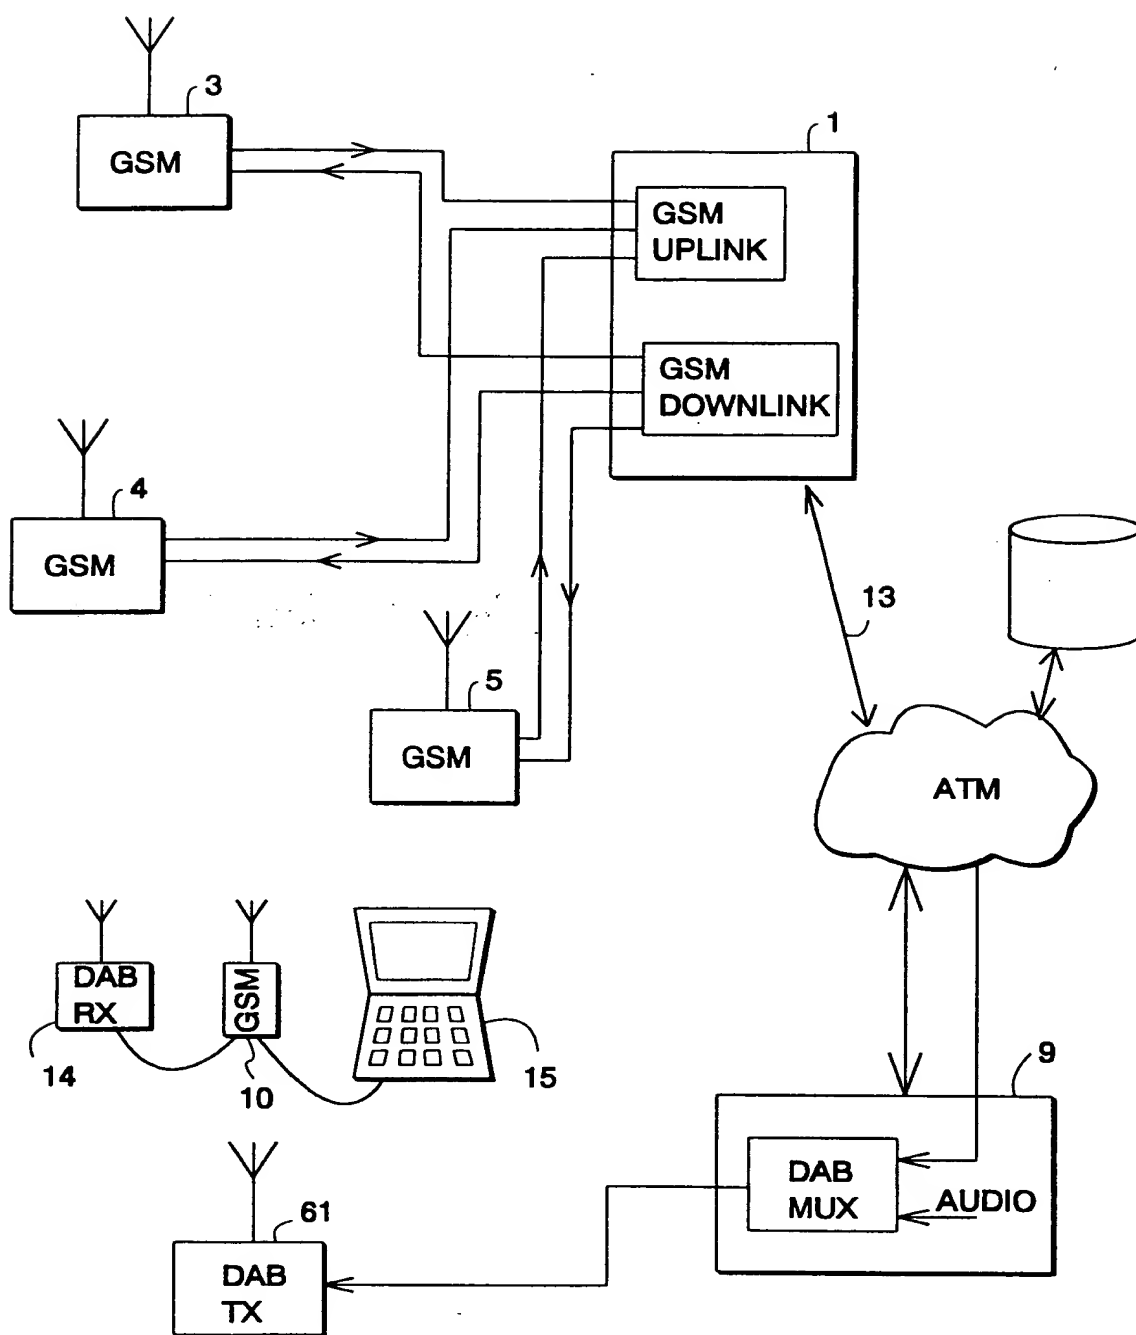 3
GSM
1
GSM
UPLINK
GSM
DOWNLINK
4
GSM
13
5
GSM
ATM
DAB
RX
GSM
14
10
15
9
DAB
MUX
AUDIO
61
DAB
TX